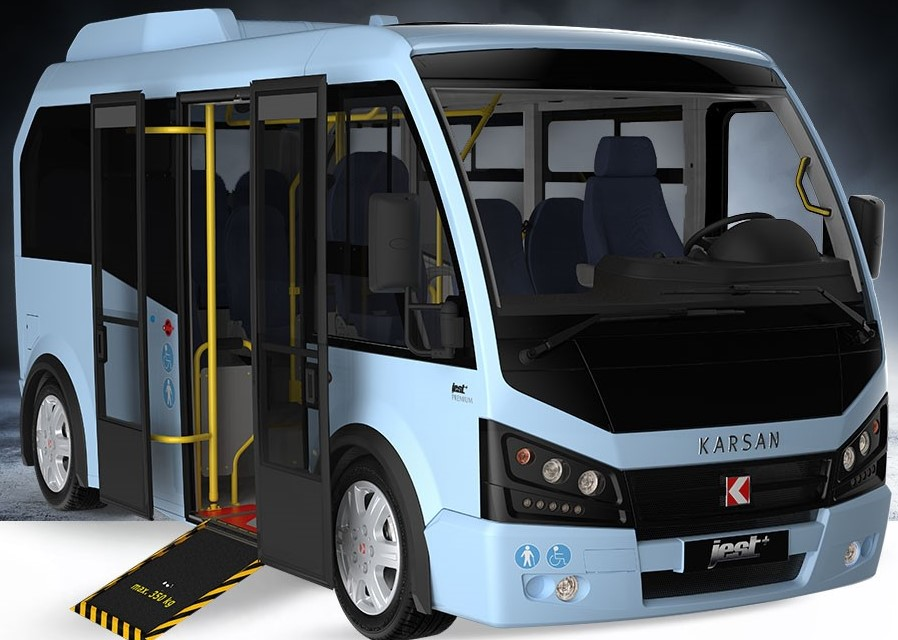 jest+
PREMIUM
KARSAN
jest+
max. 350 kg